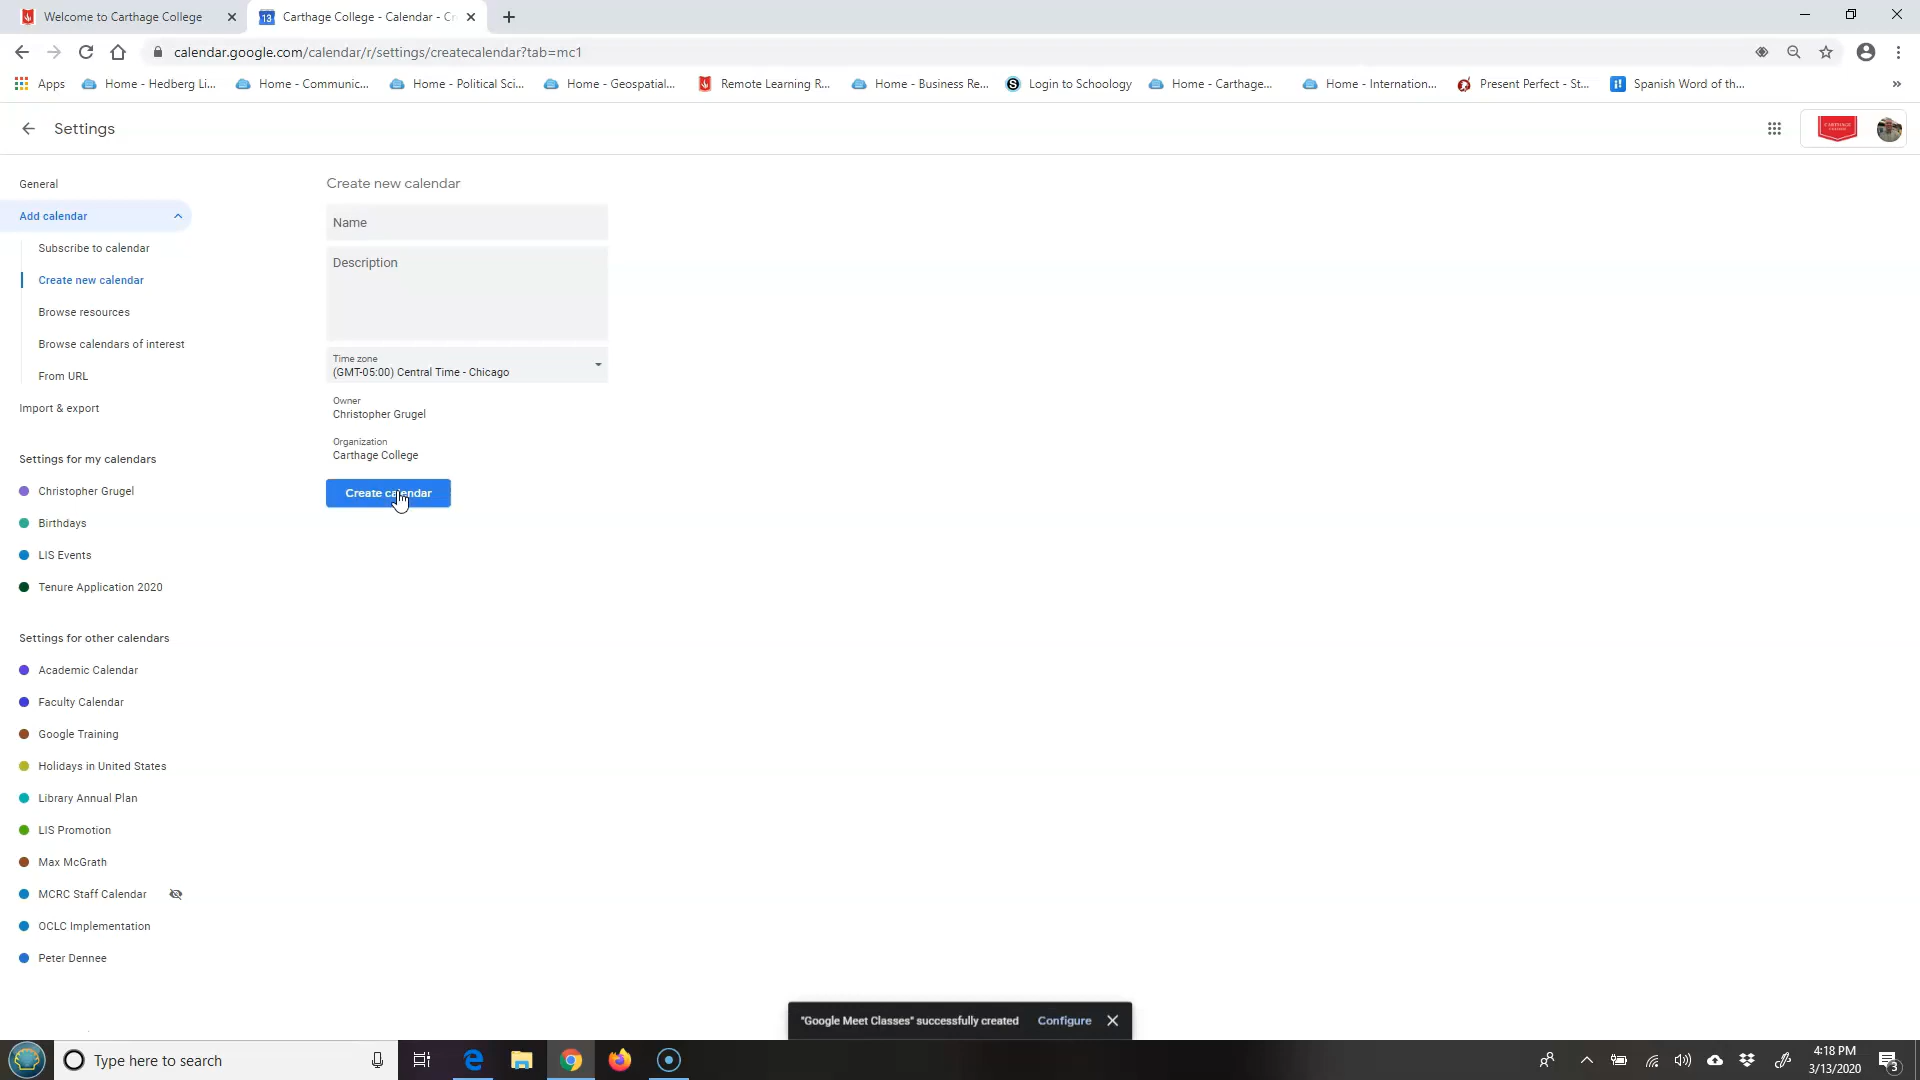 Welcome to Carthage College
Carthage College - Calendar - Cr
calendar.google.com/calendar/r/settings/createcalendar?tab=mc1
Apps
Home - Hedberg Li...
Home - Communic...
Home - Political Sci...
Home - Geospatial...
Remote Learning R...
Home - Business Re...
Login to Schoology
Home - Carthage...
Home - Internation...
Present Perfect - St...
Spanish Word of th...
Settings
CARTHAGE
General
Create new calendar
Add calendar
Name
Subscribe to calendar
Description
Create new calendar
Browse resources
Browse calendars of interest
Time zone
(GMT-05:00) Central Time - Chicago
From URL
Owner
Import & export
Christopher Grugel
Organization
Carthage College
Settings for my calendars
Christopher Grugel
Create calendar
Birthdays
LIS Events
Tenure Application 2020
Settings for other calendars
Academic Calendar
Faculty Calendar
Google Training
Holidays in United States
Library Annual Plan
LIS Promotion
Max McGrath
MCRC Staff Calendar
OCLC Implementation
Peter Dennee
"Google Meet Classes" successfully created Configure
Type here to search
4:18 PM
3/13/2020
3